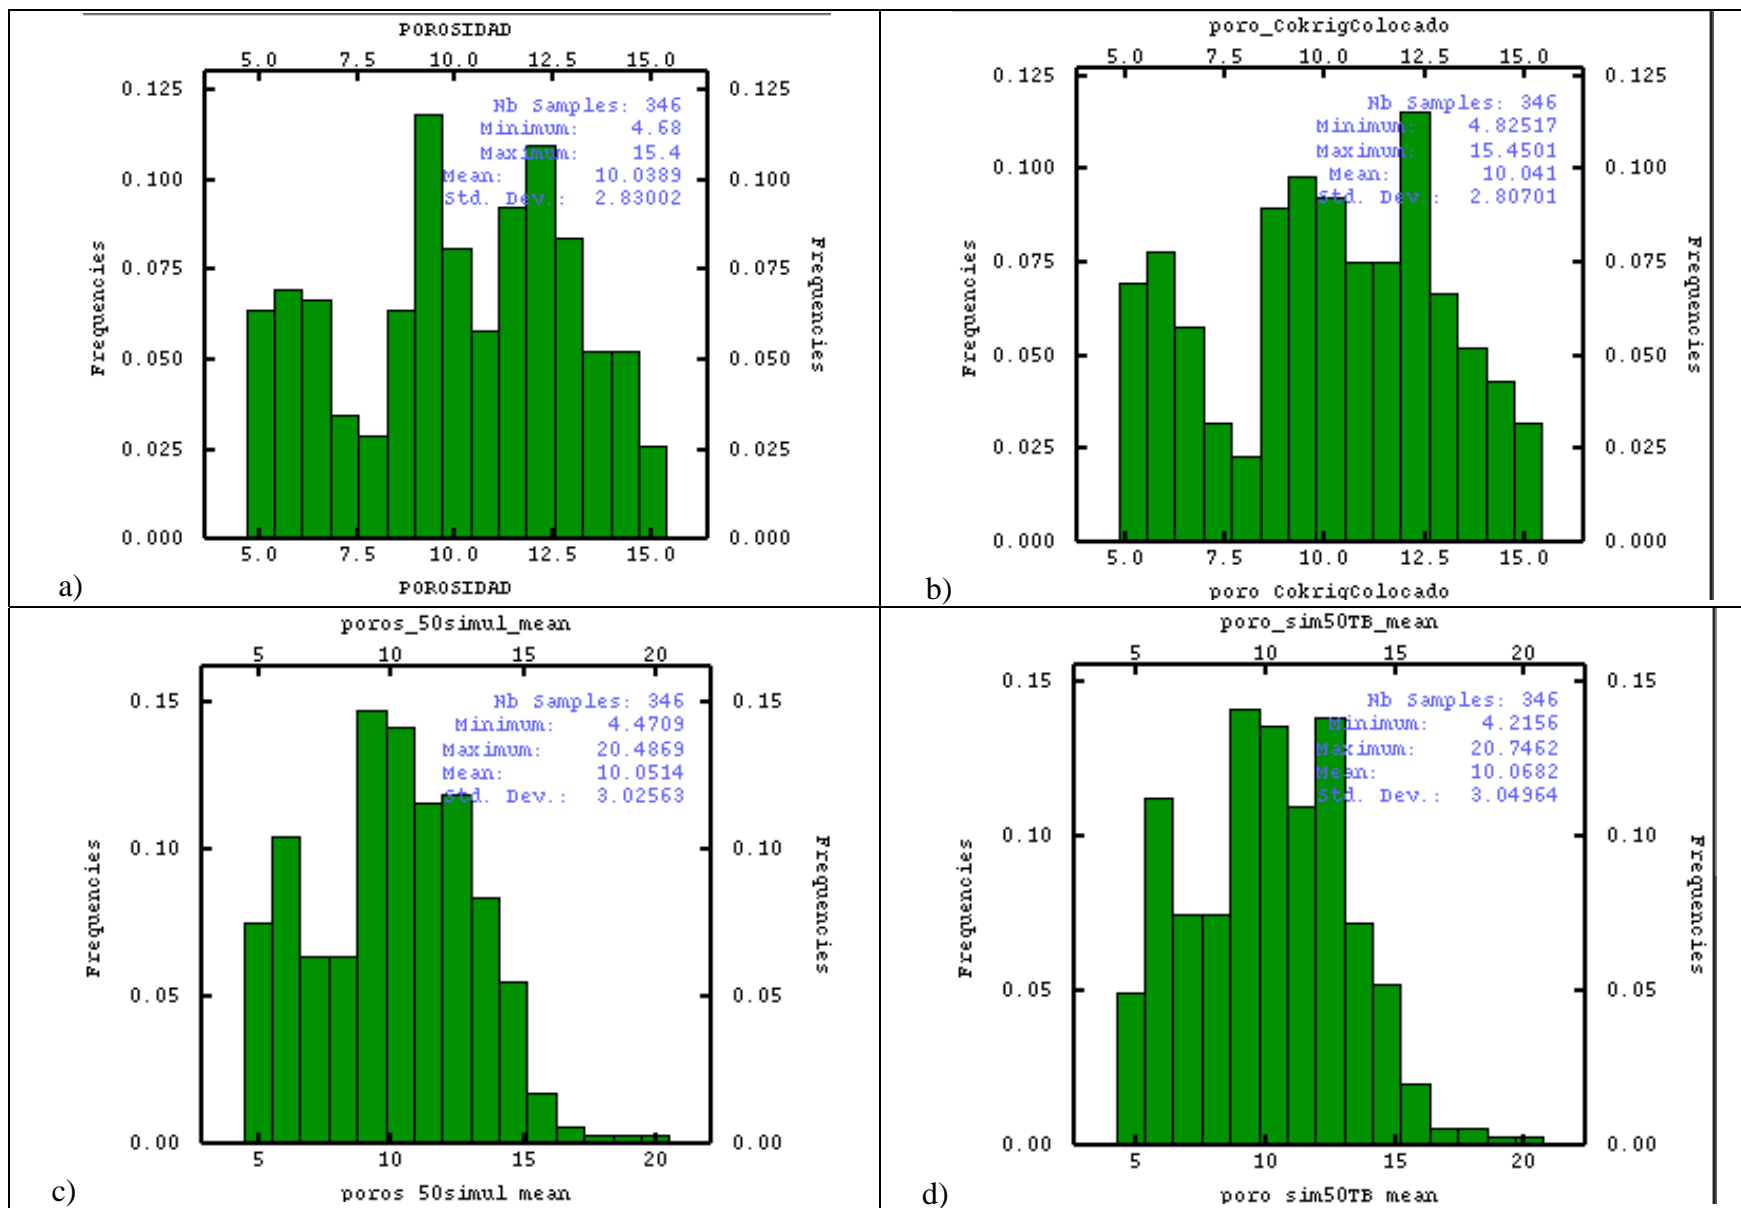 POROSIDAD
5.0 7.5 10.0 12.5 15.0
0.125 0.125
Nb Samples: 346
Minimum: 4.68
Maximum: 15.4
0.100 0.100
Mean: 10.0389
Std. Dev.: 2.83002
Frequencies
Frequencies
0.075 0.075
0.050 0.050
0.025 0.025
0.000 0.000
5.0 7.5 10.0 12.5 15.0
a)
POROSIDAD
poro_CokrigColocado
5.0 7.5 10.0 12.5 15.0
0.125 0.125
Nb Samples: 346
Minimum: 4.82517
Maximum: 15.4501
0.100 0.100
Mean: 10.041
Std. Dev.: 2.80701
Frequencies
Frequencies
0.075 0.075
0.050 0.050
0.025 0.025
0.000 0.000
5.0 7.5 10.0 12.5 15.0
b)
poro CokrigColocado
poros_50simul_mean
5 10 15 20
0.15 0.15
Nb Samples: 346
Minimum: 4.4709
Maximum: 20.4869
Mean: 10.0514
Std. Dev.: 3.02563
0.10 0.10
Frequencies
Frequencies
0.05 0.05
0.00 0.00
5 10 15 20
c)
poros 50simul mean
poro_sim50TB_mean
5 10 15 20
0.15 0.15
Nb Samples: 346
Minimum: 4.2156
Maximum: 20.7462
Mean: 10.0682
Std. Dev.: 3.04964
0.10 0.10
Frequencies
Frequencies
0.05 0.05
0.00 0.00
5 10 15 20
d)
poro sim50TB mean